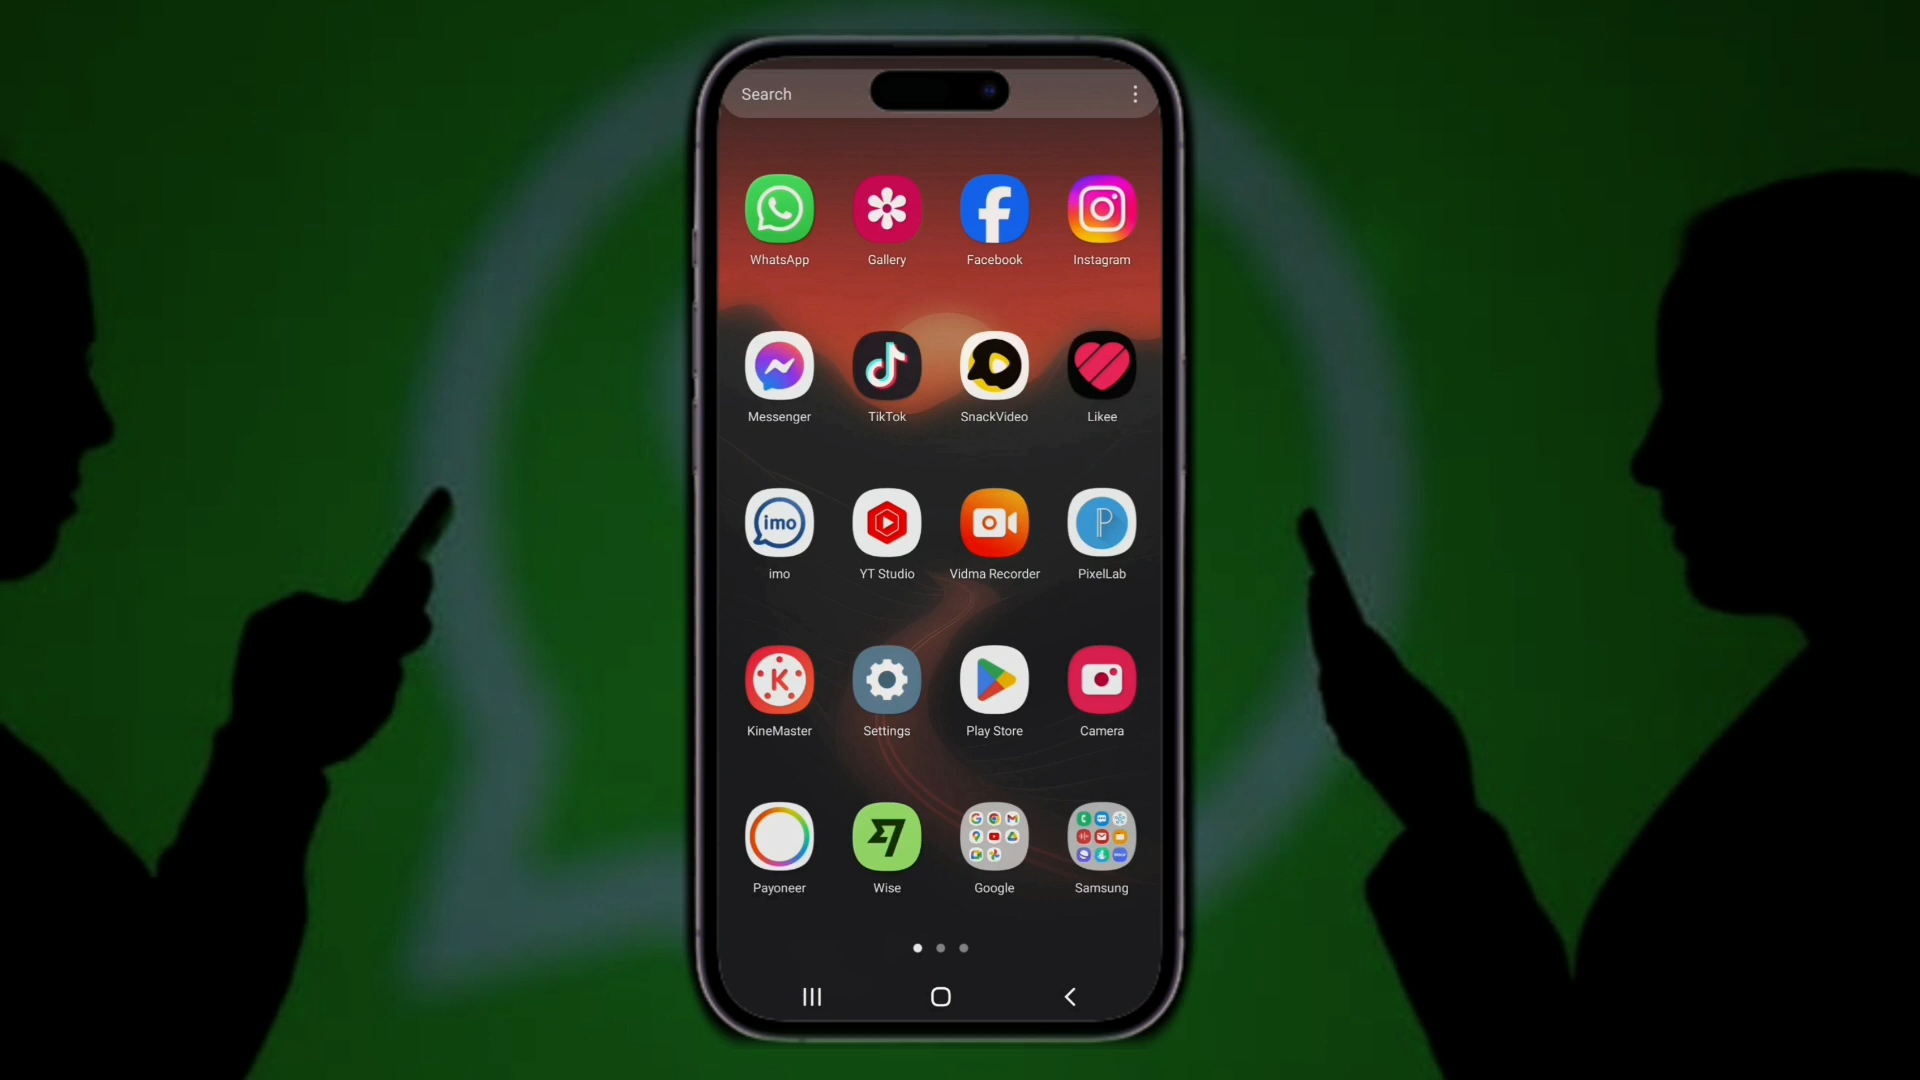 Search
WhatsApp
Gallery
Facebook
Instagram
Messenger
TikTok
SnackVideo
Likee
imo
imo
YT Studio
Vidma Recorder
PixelLab
K
KineMaster
Settings
Play Store
Camera
Payoneer
Wise
Google
Samsung